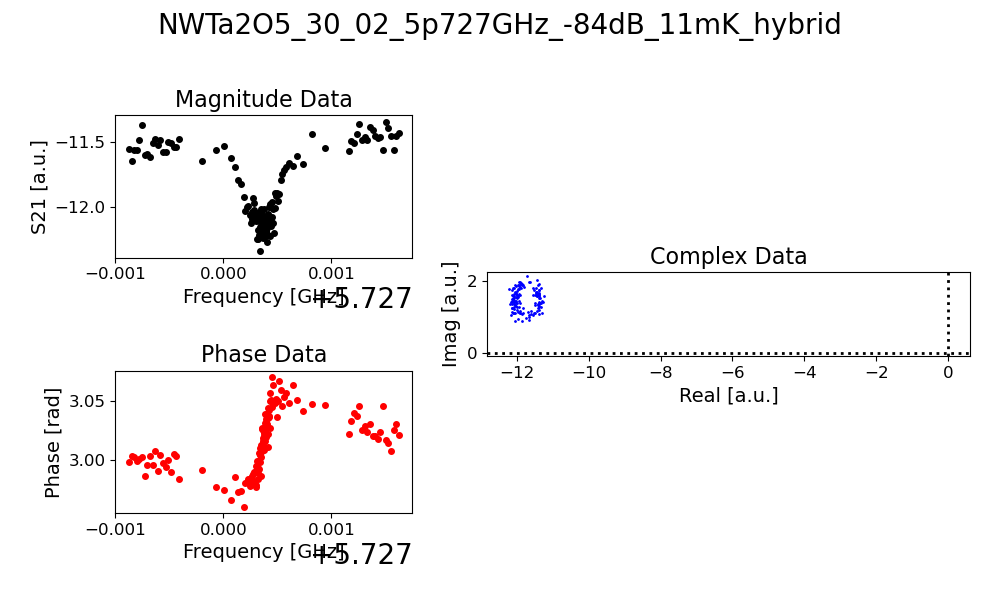 NWTa2O5_30_02_5p727GHz_-84dB_11mK_hybrid
Magnitude Data
S21 [a.u.]
−11.5
−12.0
−0.001 0.000 0.001
Frequency [GHz]
+5.727
Phase Data
Phase [rad]
3.05
3.00
−0.001 0.000 0.001
Frequency [GHz]
+5.727
Complex Data
Imag [a.u.]
2
0
−12 −10 −8 −6 −4 −2 0
Real [a.u.]